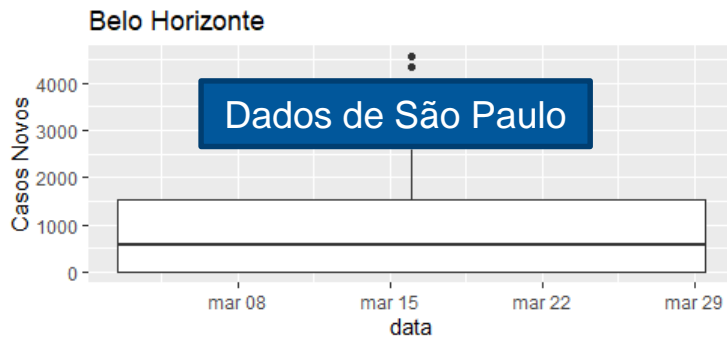 Belo Horizonte
4000
Dados de São Paulo
3000
2000
1000
0
Casos Novos
mar 08 mar 15 mar 22 mar 29
data